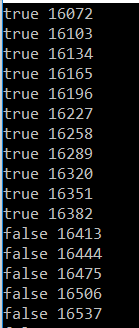 true 16072
true 16103
true 16134
true 16165
true 16196
true 16227
true 16258
true 16289
true 16320
true 16351
true 16382
false 16413
false 16444
false 16475
false 16506
false 16537